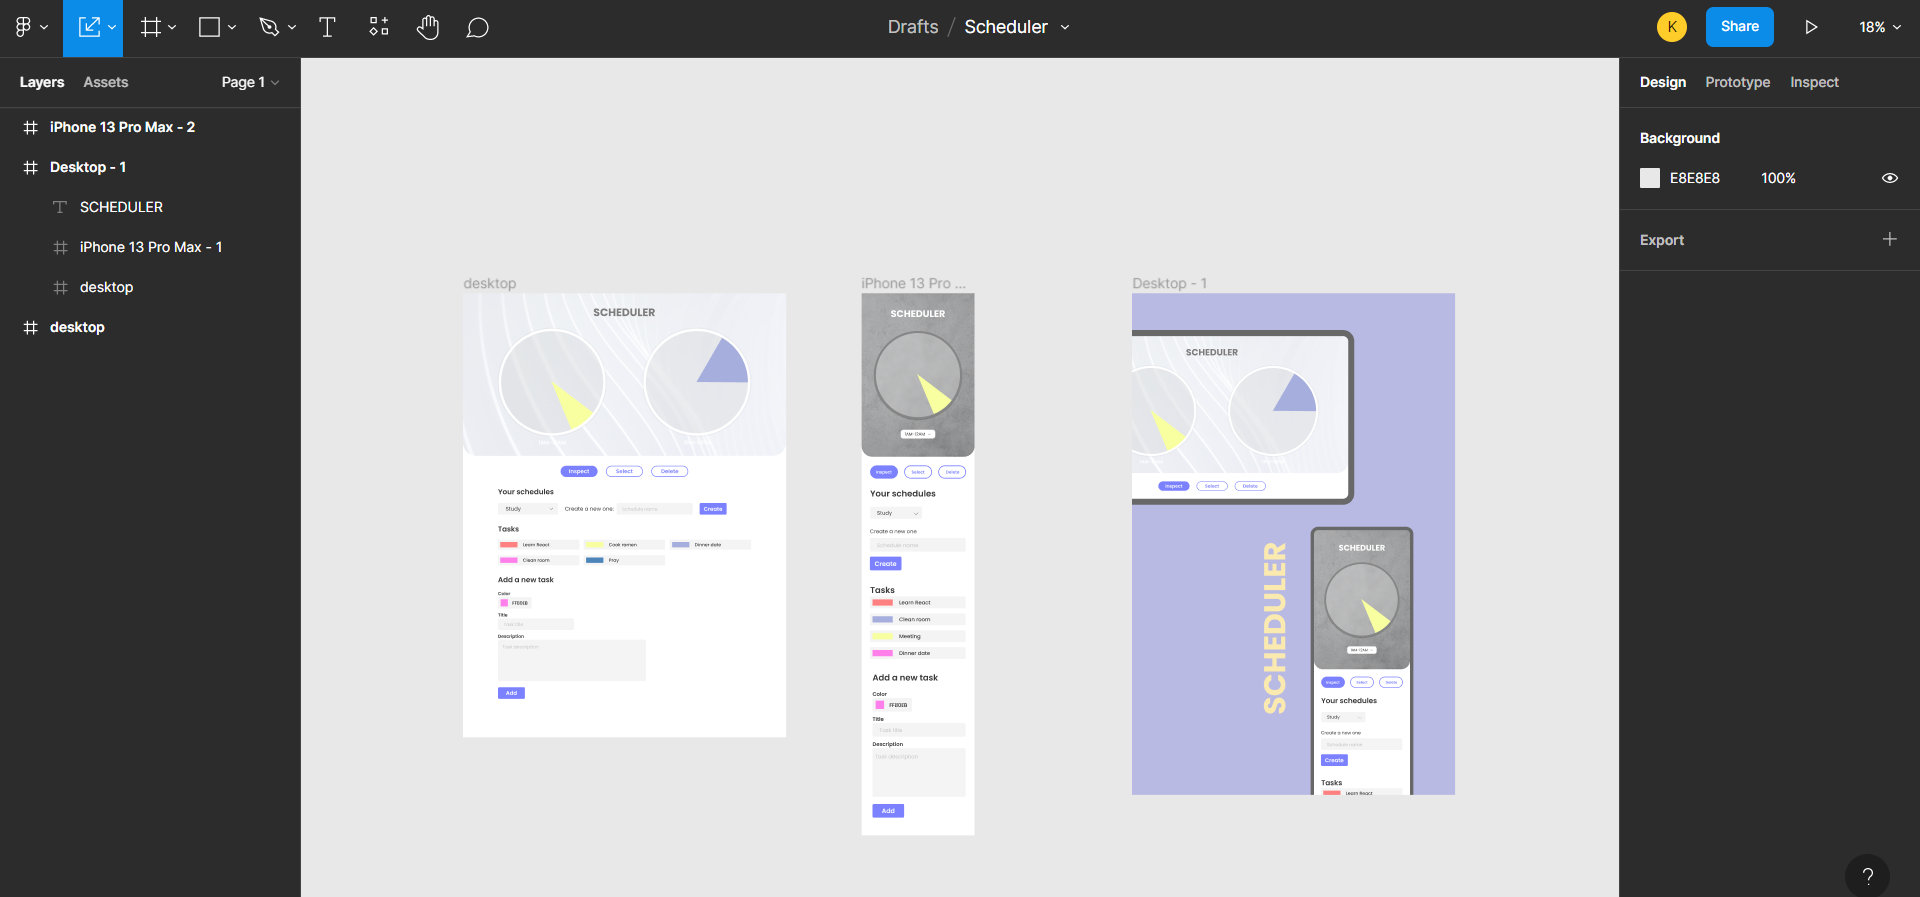 Drafts / Scheduler
K
Share
18%
Layers
Assets
Page 1
iPhone 13 Pro Max - 2
Desktop - 1
SCHEDULER
iPhone 13 Pro Max - 1
desktop
desktop
desktop
SCHEDULER
Inspect
Select
Delete
Your schedules
Study
Create a new one:
Schedule name
Create
Tasks
Learn React
Cook ramen
Dinner date
Clean room
Pray
Add a new task
Color
Title
Task title
Description
Task description
Add
iPhone 13 Pro ...
SCHEDULER
1AM-12AM
Inspect
Select
Delete
Your schedules
Study
Create a new one
Schedule name
Create
Tasks
Learn React
Clean room
Meeting
Dinner date
Add a new task
Color
Title
Task title
Description
Task description
Add
Desktop - 1
SCHEDULER
Inspect
Select
Delete
SCHEDULER
SCHEDULER
Inspect
Select
Delete
Your schedules
Study
Create a new one
Schedule name
Create
Tasks
Learn React
Design
Prototype
Inspect
Background
E8E8E8
100%
Export
?